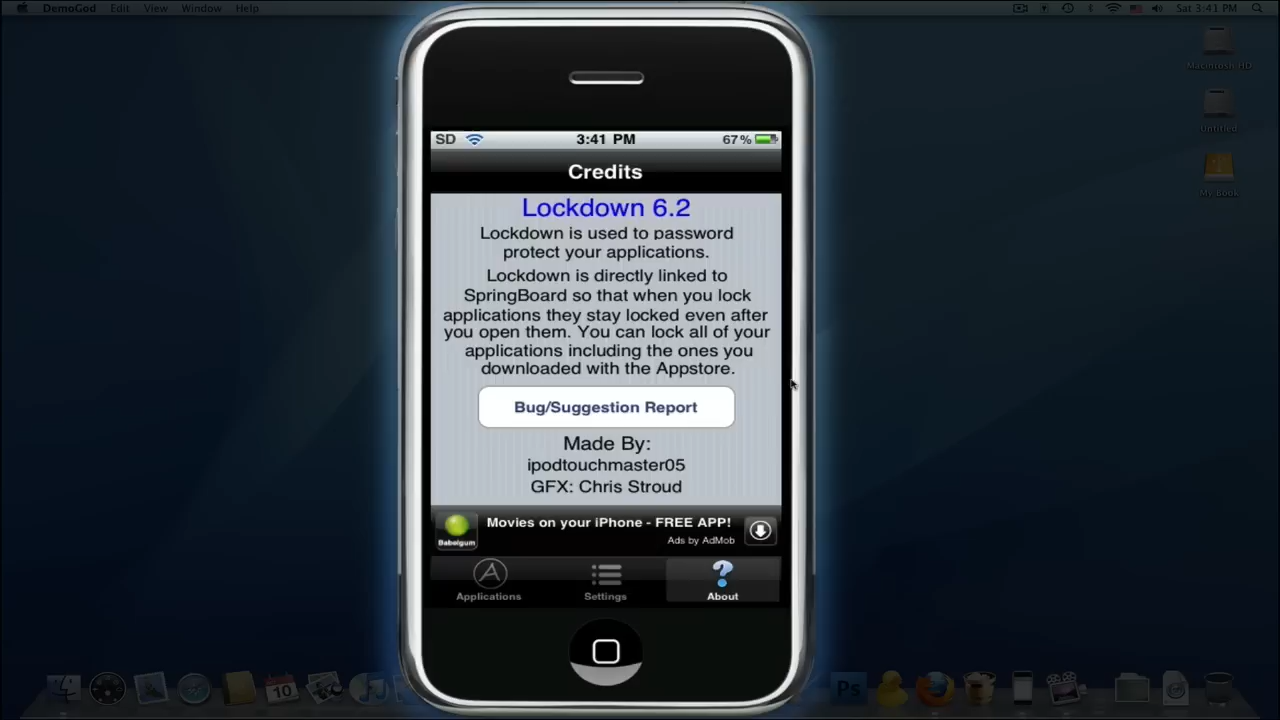 DemoGod Edit View Window Help
Sat 3:41 PM
Macintosh HD
Untitled
My Book
SD 3:41 PM 67%
Credits
Lockdown 6.2
Lockdown is used to password
protect your applications.
Lockdown is directly linked to
SpringBoard so that when you lock
applications they stay locked even after
you open them. You can lock all of your
applications including the ones you
downloaded with the Appstore.
Bug/Suggestion Report
Made By:
ipodtouchmaster05
GFX: Chris Stroud
Movies on your iPhone - FREE APP!
Babelgum
Ads by AdMob
Applications Settings About
10
Ps